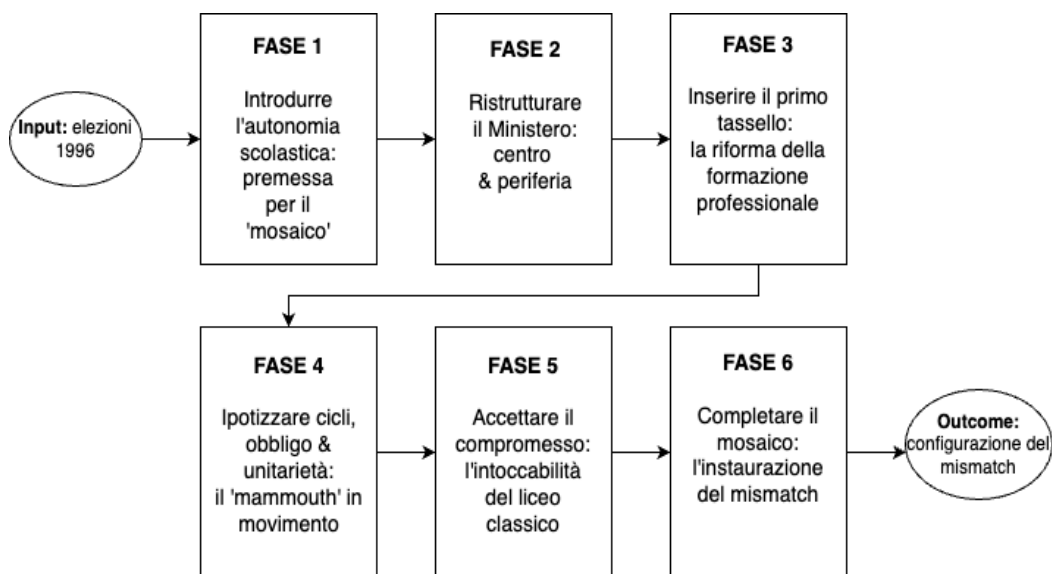 Input: elezioni
1996
FASE 1
Introdurre
l'autonomia
scolastica:
premessa
per il
'mosaico'
FASE 2
Ristrutturare
il Ministero:
centro
& periferia
FASE 3
Inserire il primo
tassello:
la riforma della
formazione
professionale
FASE 4
Ipotizzare cicli,
obbligo &
unitarietà:
il 'mammouth' in
movimento
FASE 5
Accettare il
compromesso:
l'intoccabilità
del liceo
classico
FASE 6
Completare il
mosaico:
l'instaurazione
del mismatch
Outcome:
configurazione del
mismatch